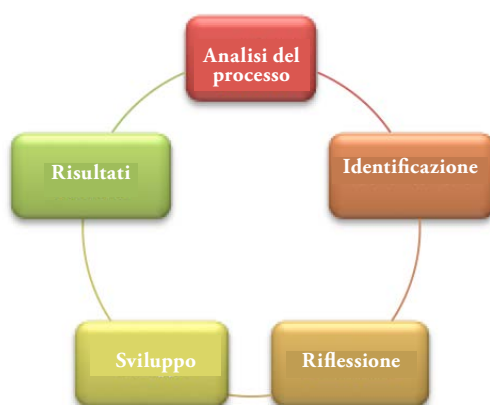 Analisi del
processo
Identificazione
Riflessione
Sviluppo
Risultati